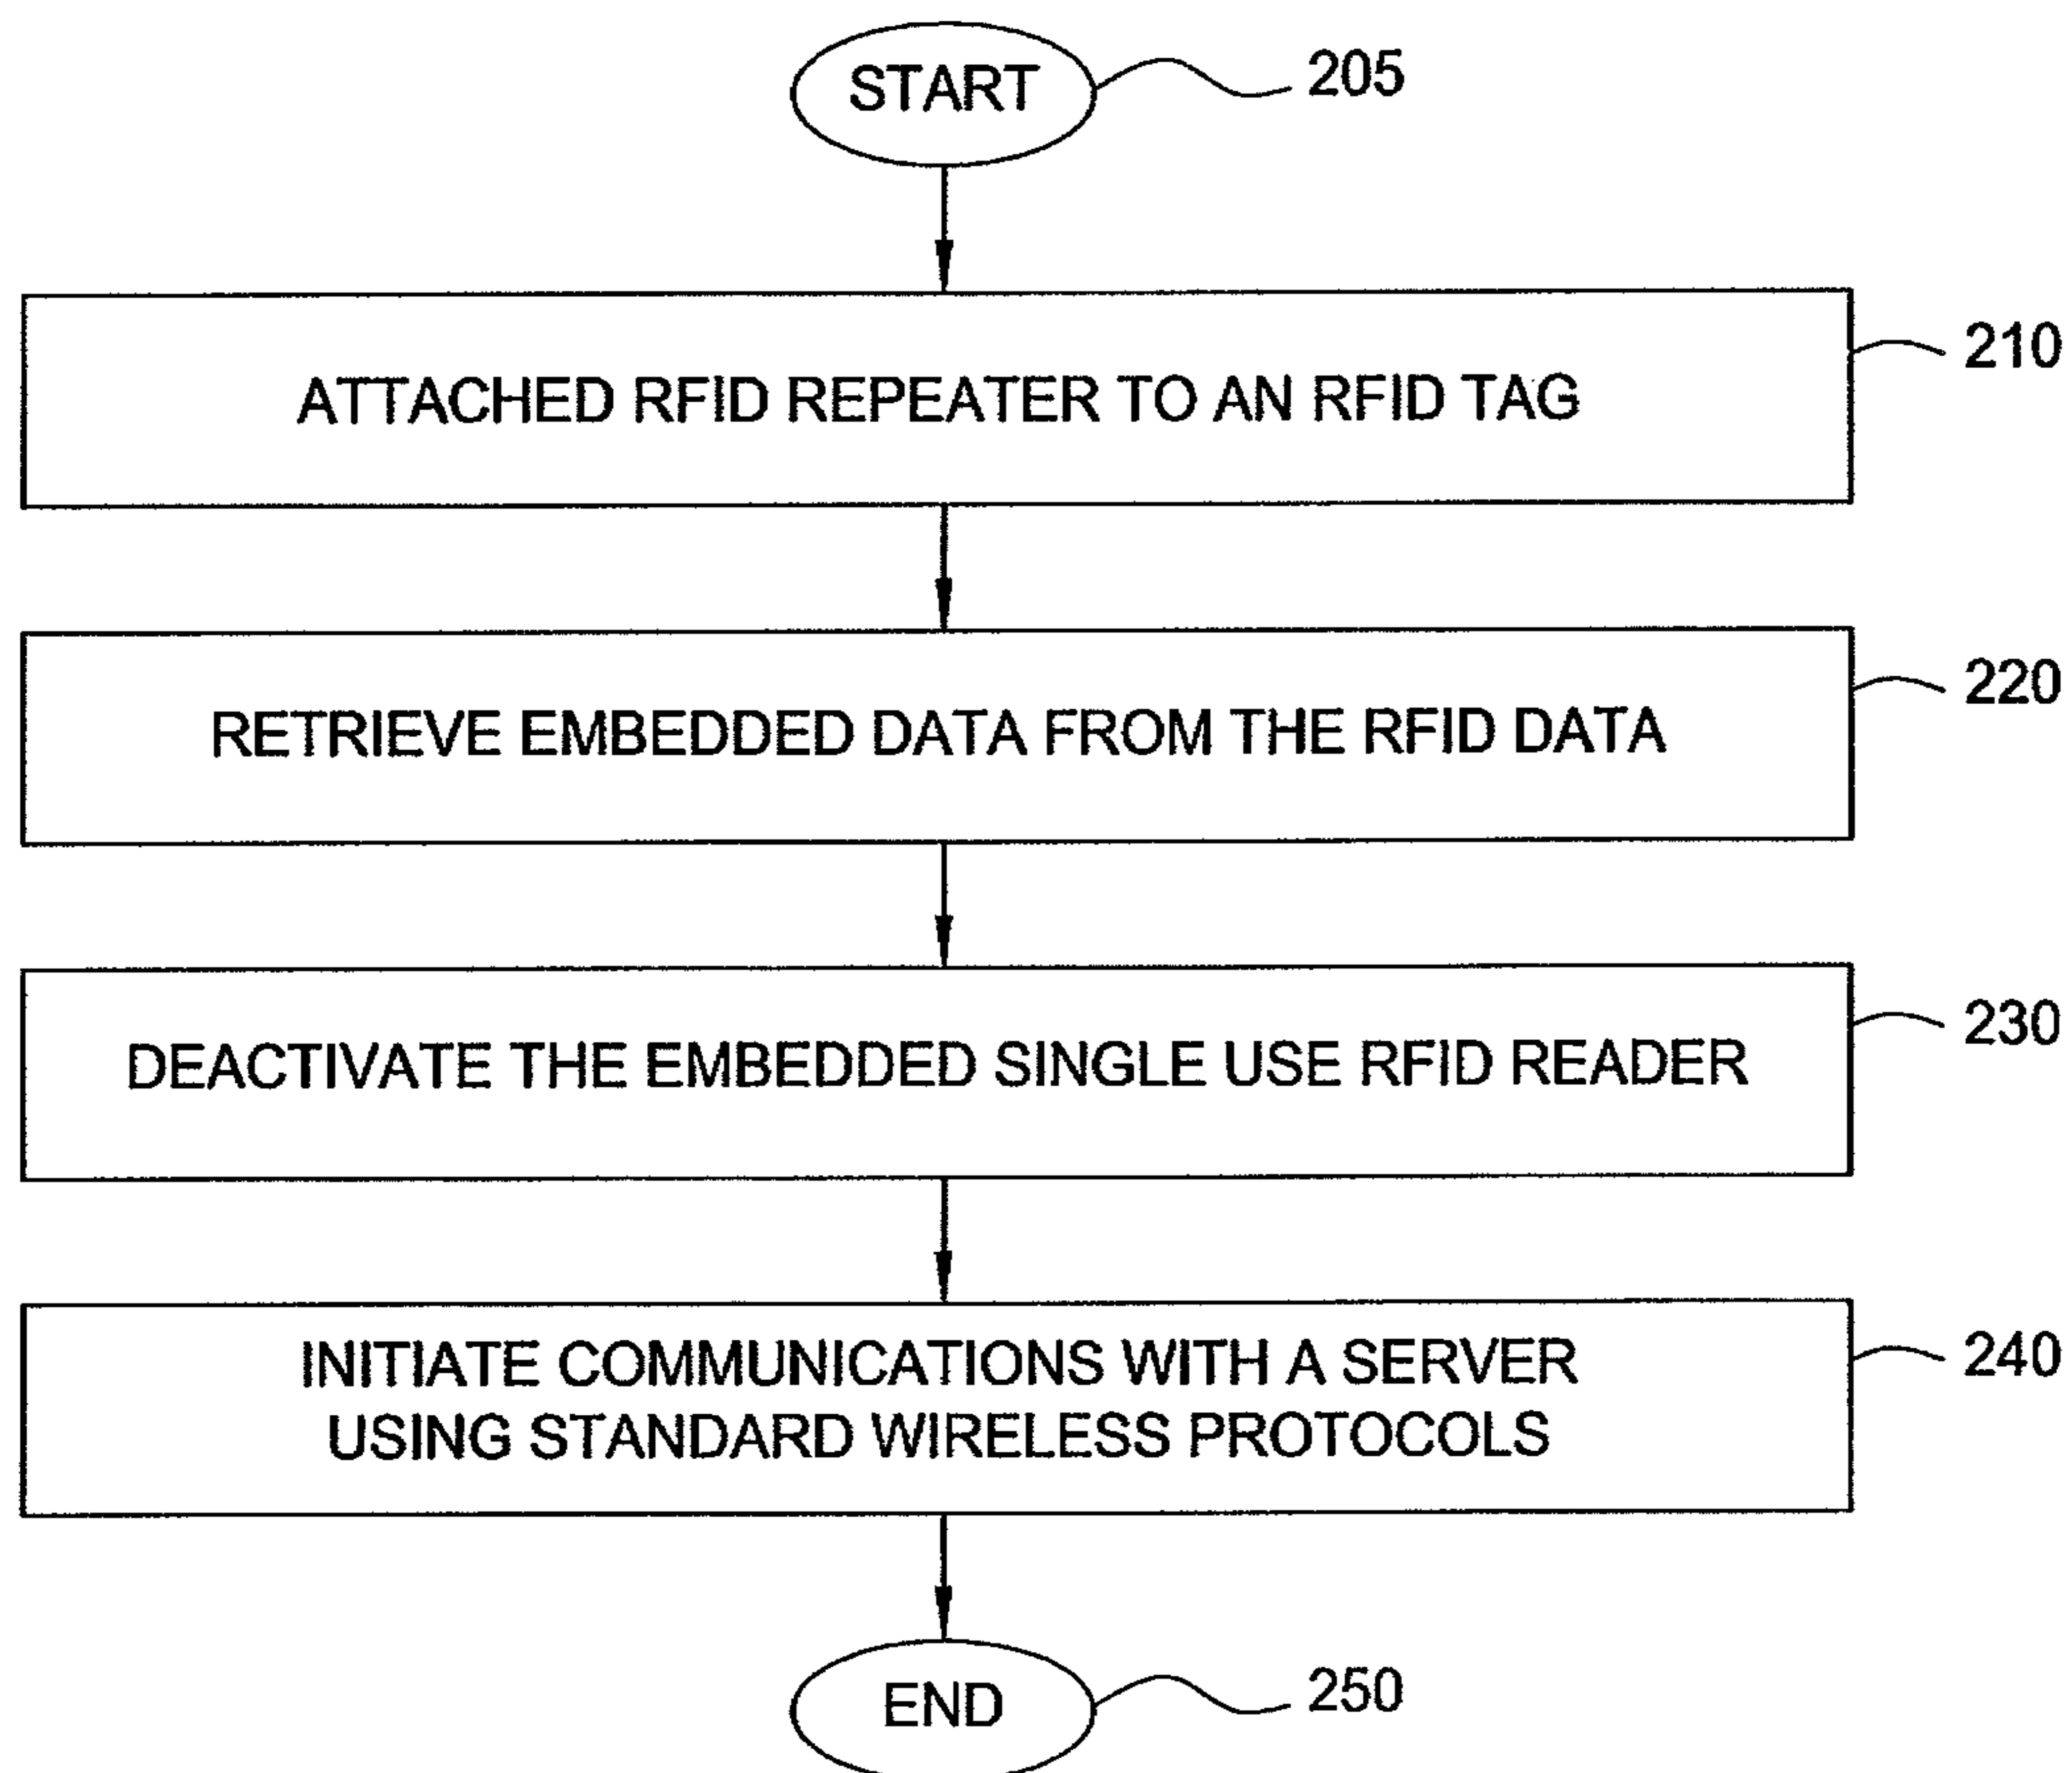 START
205
ATTACHED RFID REPEATER TO AN RFID TAG
210
RETRIEVE EMBEDDED DATA FROM THE RFID DATA
220
DEACTIVATE THE EMBEDDED SINGLE USE RFID READER
230
INITIATE COMMUNICATIONS WITH A SERVER
USING STANDARD WIRELESS PROTOCOLS
240
END
250